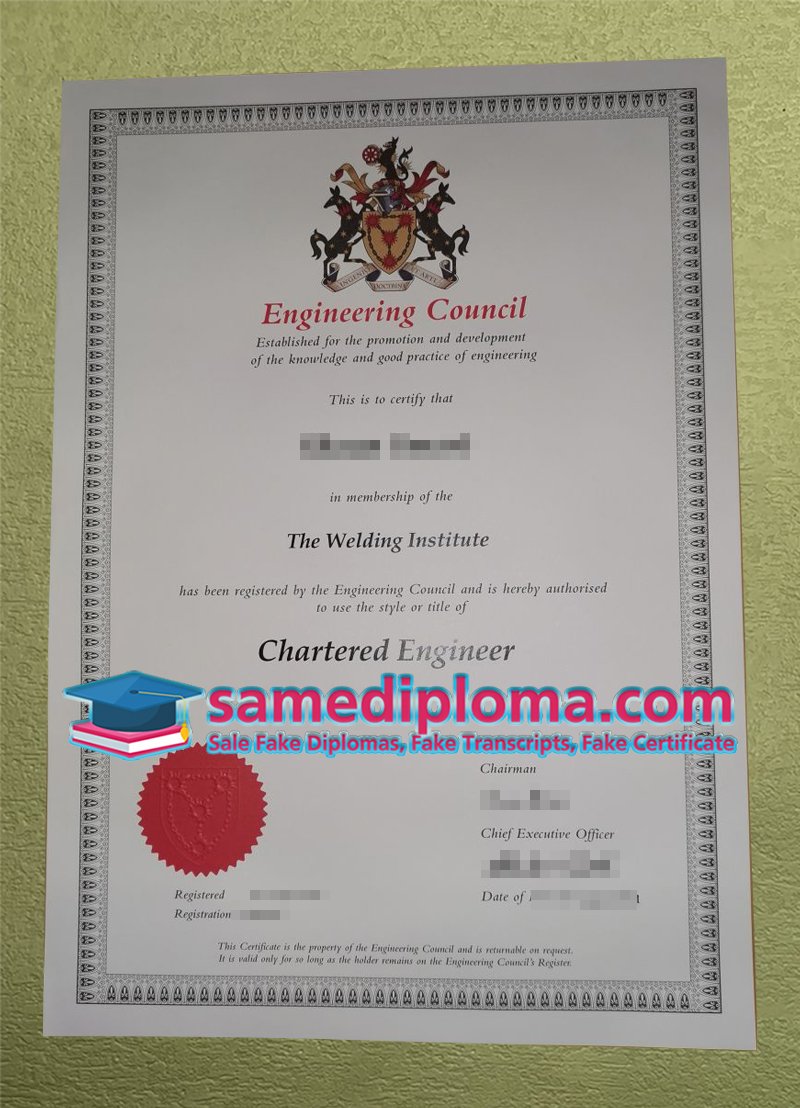 INGENIO
DOCTRINA
Engineering Council
Established for the promotion and development
of the knowledge and good practice of engineering
This is to certify that
in membership of the
The Welding Institute
has been registered by the Engineering Council and is hereby authorised
to use the style or title of
Chartered Engineer
samediploma.com
Sale Fake Diplomas, Fake Transcripts, Fake Certificate
Chairman
Chief Executive Officer
Registered
Date of
Registration
This Certificate is the property of the Engineering Council and is returnable on request.
It is valid only for so long as the holder remains on the Engineering Council's Register.